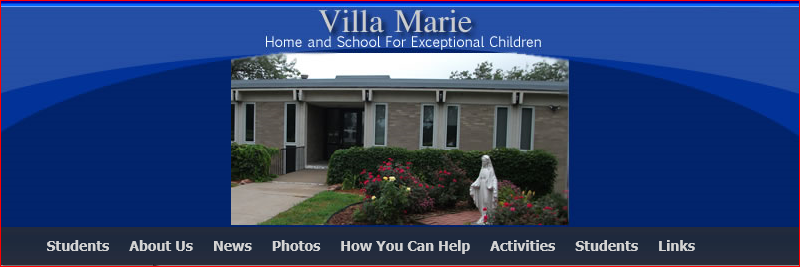 Villa Marie
Home and School For Exceptional Children
Students About Us News Photos How You Can Help Activities Students Links